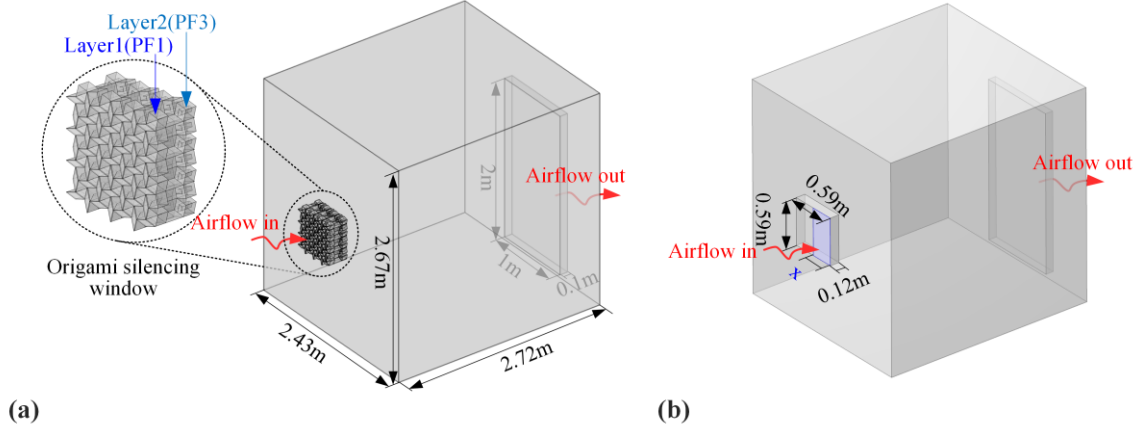 Layer2(PF3)
Layer1(PF1)
Airflow in
Origami silencing
window
2m
1m
0.1m
Airflow out
2.67m
2.43m
2.72m
(a)
0.59m
0.59m
Airflow in
x
0.12m
Airflow out
(b)